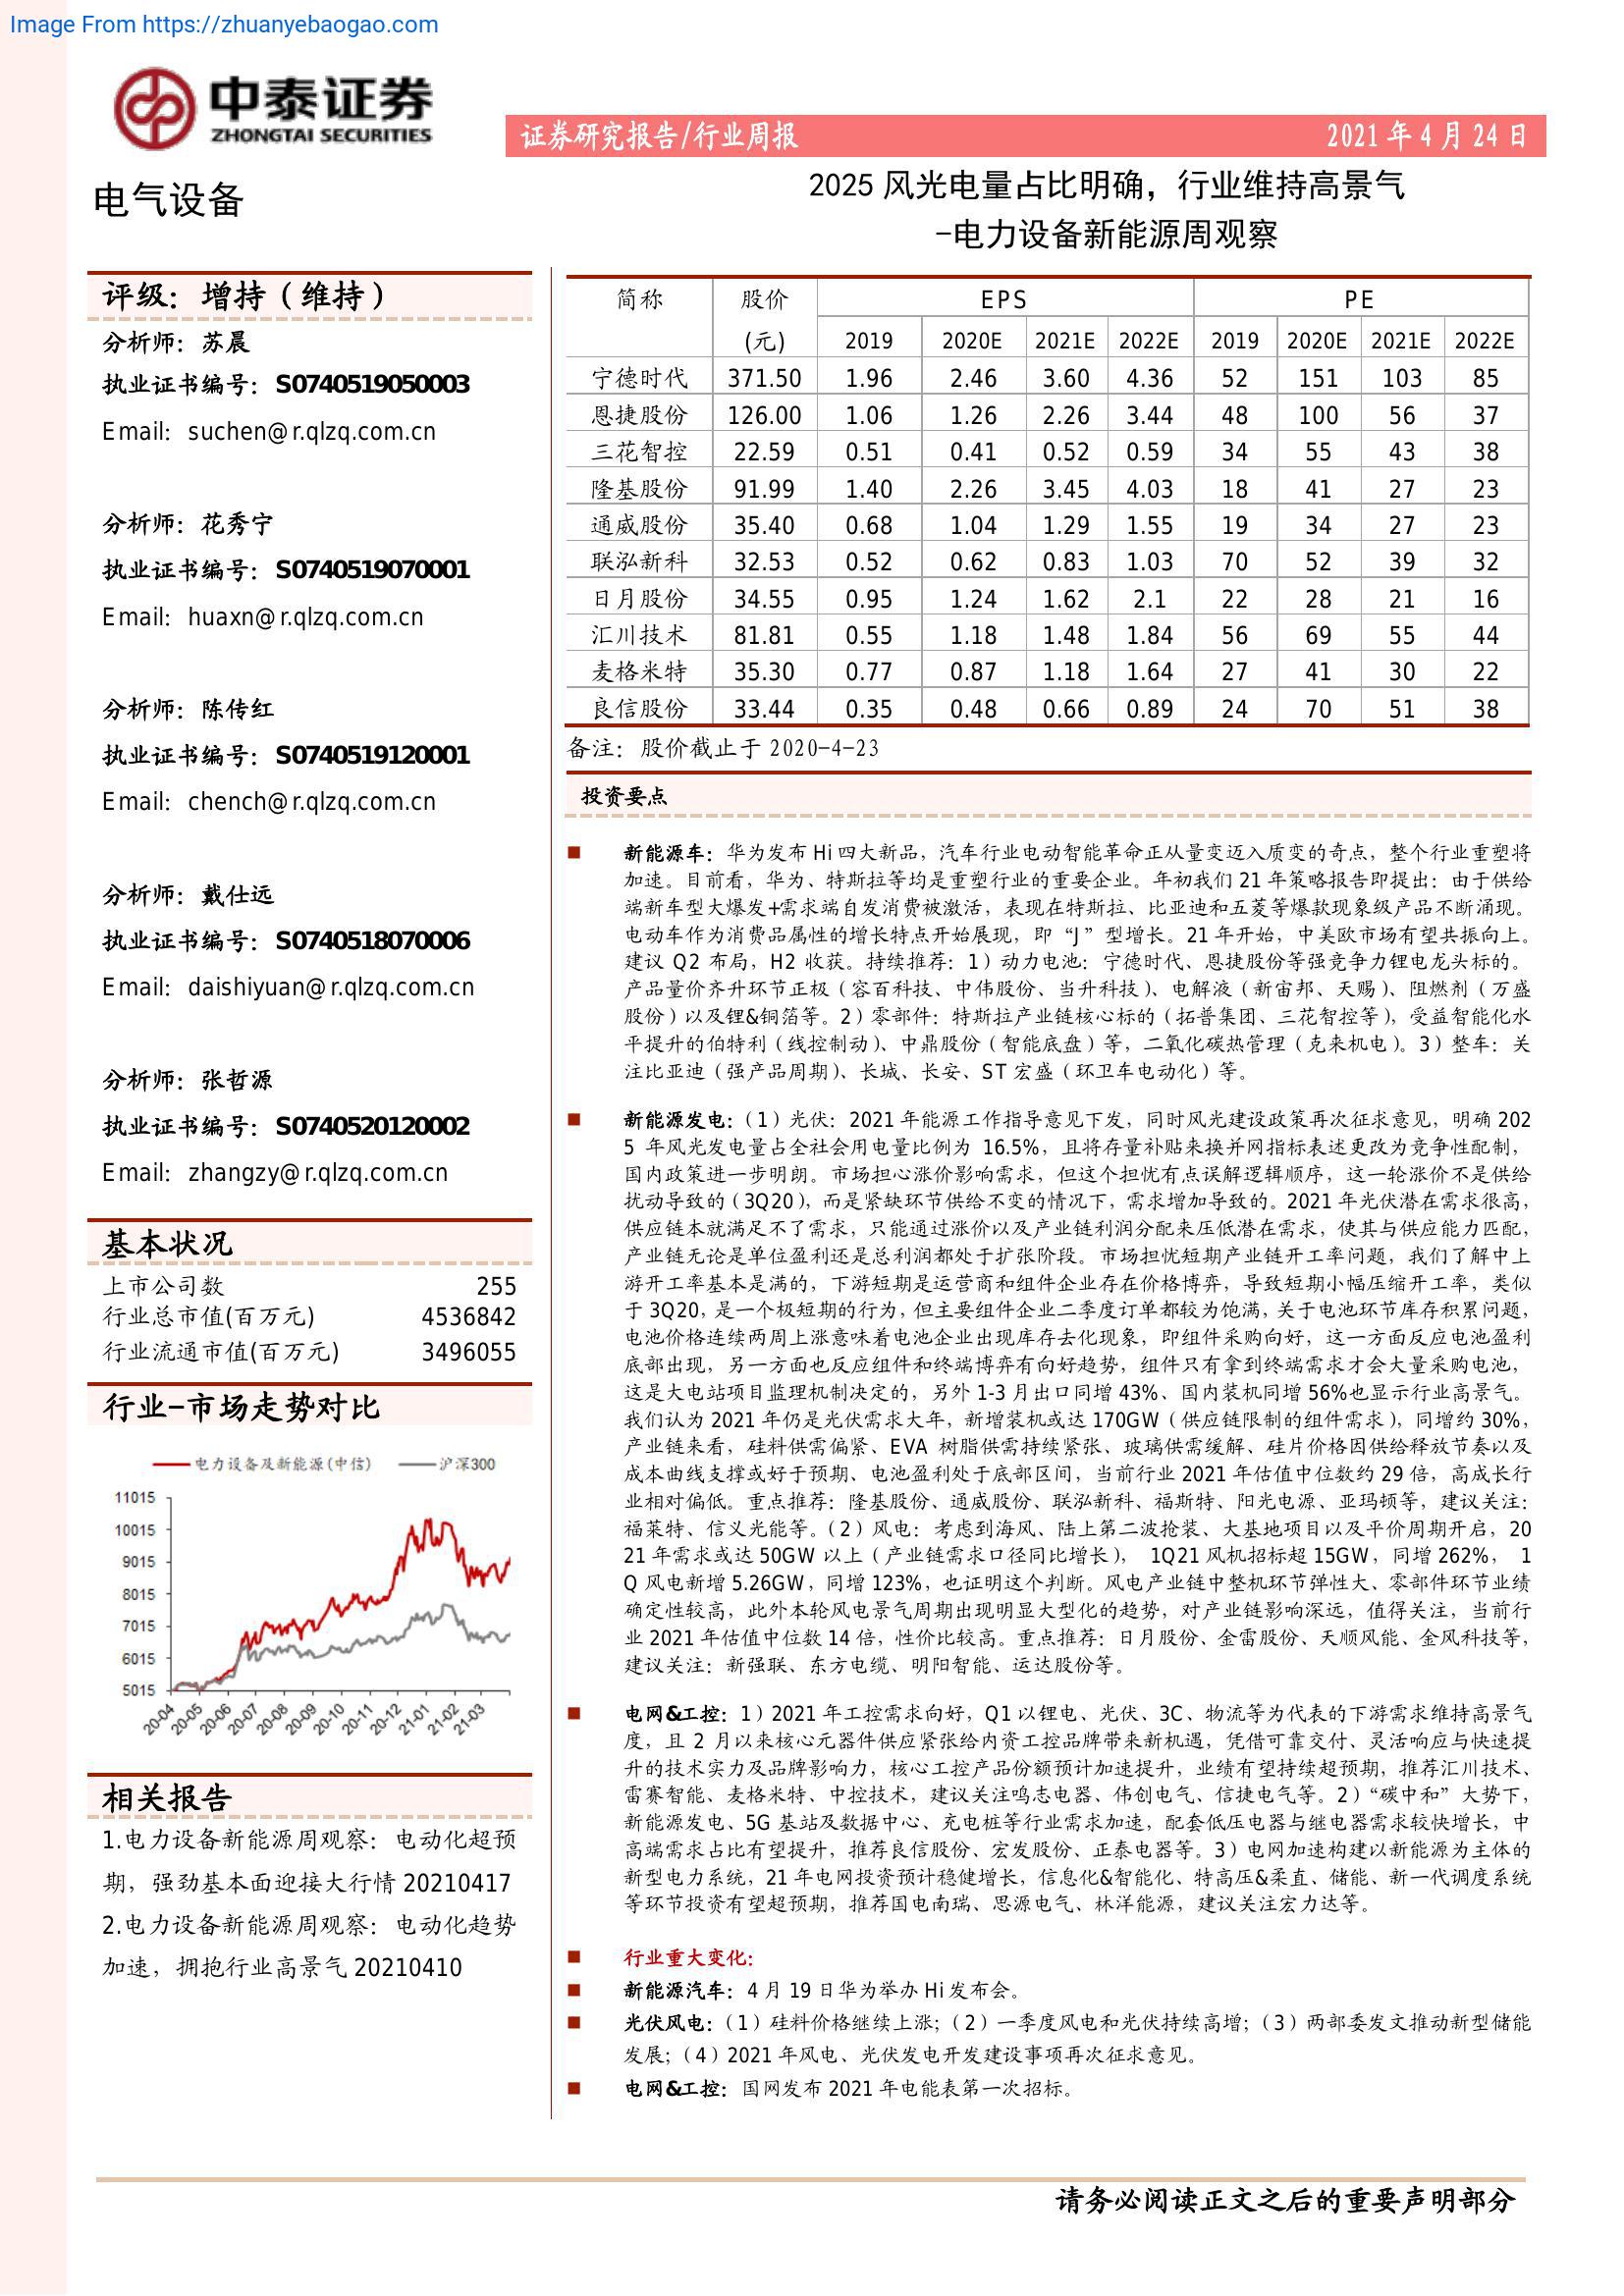 Image From https://zhuanyebaogao.com
中泰证券
ZHONGTAI SECURITIES
证券研究报告/行业周报 2021年4月24日
电气设备
2025 风光电量占比明确，行业维持高景气
-电力设备新能源周观察
评级：增持（维持）
分析师：苏晨
执业证书编号：S0740519050003
Email：suchen@r.qlzq.com.cn
分析师：花秀宁
执业证书编号：S0740519070001
Email：huaxn@r.qlzq.com.cn
分析师：陈传红
执业证书编号：S0740519120001
Email：chench@r.qlzq.com.cn
分析师：戴仕远
执业证书编号：S0740518070006
Email：daishiyuan@r.qlzq.com.cn
分析师：张哲源
执业证书编号：S0740520120002
Email：zhangzy@r.qlzq.com.cn
基本状况
上市公司数 255
行业总市值(百万元) 4536842
行业流通市值(百万元) 3496055
行业-市场走势对比
电力设备及新能源(中信) 沪深300
11015
10015
9015
8015
7015
6015
5015
20-04 20-05 20-06 20-07 20-08 20-09 20-10 20-11 20-12 21-01 21-02 21-03
相关报告
1.电力设备新能源周观察：电动化超预
期，强劲基本面迎接大行情 20210417
2.电力设备新能源周观察：电动化趋势
加速，拥抱行业高景气 20210410
简称 股价 EPS PE
(元) 2019 2020E 2021E 2022E 2019 2020E 2021E 2022E
宁德时代 371.50 1.96 2.46 3.60 4.36 52 151 103 85
恩捷股份 126.00 1.06 1.26 2.26 3.44 48 100 56 37
三花智控 22.59 0.51 0.41 0.52 0.59 34 55 43 38
隆基股份 91.99 1.40 2.26 3.45 4.03 18 41 27 23
通威股份 35.40 0.68 1.04 1.29 1.55 19 34 27 23
联泓新科 32.53 0.52 0.62 0.83 1.03 70 52 39 32
日月股份 34.55 0.95 1.24 1.62 2.1 22 28 21 16
汇川技术 81.81 0.55 1.18 1.48 1.84 56 69 55 44
麦格米特 35.30 0.77 0.87 1.18 1.64 27 41 30 22
良信股份 33.44 0.35 0.48 0.66 0.89 24 70 51 38
备注：股价截止于 2020-4-23
投资要点
■ 新能源车：华为发布 Hi 四大新品，汽车行业电动智能革命正从量变迈入质变的奇点，整个行业重塑将
加速。目前看，华为、特斯拉等均是重塑行业的重要企业。年初我们 21 年策略报告即提出：由于供给
端新车型大爆发+需求端自发消费被激活，表现在特斯拉、比亚迪和五菱等爆款现象级产品不断涌现。
电动车作为消费品属性的增长特点开始展现，即“J”型增长。21 年开始，中美欧市场有望共振向上。
建议 Q2 布局，H2 收获。持续推荐：1）动力电池：宁德时代、恩捷股份等强竞争力锂电龙头标的。
产品量价齐升环节正极（容百科技、中伟股份、当升科技）、电解液（新宙邦、天赐）、阻燃剂（万盛
股份）以及锂&铜箔等。2）零部件：特斯拉产业链核心标的（拓普集团、三花智控等），受益智能化水
平提升的伯特利（线控制动）、中鼎股份（智能底盘）等，二氧化碳热管理（克来机电）。3）整车：关
注比亚迪（强产品周期）、长城、长安、ST 宏盛（环卫车电动化）等。
■ 新能源发电：（1）光伏：2021 年能源工作指导意见下发，同时风光建设政策再次征求意见，明确 202
5 年风光发电量占全社会用电量比例为 16.5%，且将存量补贴来换并网指标表述更改为竞争性配制，
国内政策进一步明朗。市场担心涨价影响需求，但这个担忧有点误解逻辑顺序，这一轮涨价不是供给
扰动导致的（3Q20），而是紧缺环节供给不变的情况下，需求增加导致的。2021 年光伏潜在需求很高，
供应链本就满足不了需求，只能通过涨价以及产业链利润分配来压低潜在需求，使其与供应能力匹配，
产业链无论是单位盈利还是总利润都处于扩张阶段。市场担忧短期产业链开工率问题，我们了解中上
游开工率基本是满的，下游短期是运营商和组件企业存在价格博弈，导致短期小幅压缩开工率，类似
于 3Q20，是一个极短期的行为，但主要组件企业二季度订单都较为饱满，关于电池环节库存积累问题，
电池价格连续两周上涨意味着电池企业出现库存去化现象，即组件采购向好，这一方面反应电池盈利
底部出现，另一方面也反应组件和终端博弈有向好趋势，组件只有拿到终端需求才会大量采购电池，
这是大电站项目监理机制决定的，另外 1-3 月出口同增 43%、国内装机同增 56%也显示行业高景气。
我们认为 2021 年仍是光伏需求大年，新增装机或达 170GW（供应链限制的组件需求），同增约 30%，
产业链来看，硅料供需偏紧、EVA 树脂供需持续紧张、玻璃供需缓解、硅片价格因供给释放节奏以及
成本曲线支撑或好于预期、电池盈利处于底部区间，当前行业 2021 年估值中位数约 29 倍，高成长行
业相对偏低。重点推荐：隆基股份、通威股份、联泓新科、福斯特、阳光电源、亚玛顿等，建议关注：
福莱特、信义光能等。（2）风电：考虑到海风、陆上第二波抢装、大基地项目以及平价周期开启，20
21 年需求或达 50GW 以上（产业链需求口径同比增长）， 1Q21 风机招标超 15GW，同增 262%， 1
Q 风电新增 5.26GW，同增 123%，也证明这个判断。风电产业链中整机环节弹性大、零部件环节业绩
确定性较高，此外本轮风电景气周期出现明显大型化的趋势，对产业链影响深远，值得关注，当前行
业 2021 年估值中位数 14 倍，性价比较高。重点推荐：日月股份、金雷股份、天顺风能、金风科技等，
建议关注：新强联、东方电缆、明阳智能、运达股份等。
■ 电网&工控：1）2021 年工控需求向好，Q1 以锂电、光伏、3C、物流等为代表的下游需求维持高景气
度，且 2 月以来核心元器件供应紧张给内资工控品牌带来新机遇，凭借可靠交付、灵活响应与快速提
升的技术实力及品牌影响力，核心工控产品份额预计加速提升，业绩有望持续超预期，推荐汇川技术、
雷赛智能、麦格米特、中控技术，建议关注鸣志电器、伟创电气、信捷电气等。2）“碳中和”大势下，
新能源发电、5G 基站及数据中心、充电桩等行业需求加速，配套低压电器与继电器需求较快增长，中
高端需求占比有望提升，推荐良信股份、宏发股份、正泰电器等。3）电网加速构建以新能源为主体的
新型电力系统，21 年电网投资预计稳健增长，信息化&智能化、特高压&柔直、储能、新一代调度系统
等环节投资有望超预期，推荐国电南瑞、思源电气、林洋能源，建议关注宏力达等。
■ 行业重大变化：
■ 新能源汽车：4 月 19 日华为举办 Hi 发布会。
■ 光伏风电：（1）硅料价格继续上涨；（2）一季度风电和光伏持续高增；（3）两部委发文推动新型储能
发展；（4）2021 年风电、光伏发电开发建设事项再次征求意见。
■ 电网&工控：国网发布 2021 年电能表第一次招标。
请务必阅读正文之后的重要声明部分